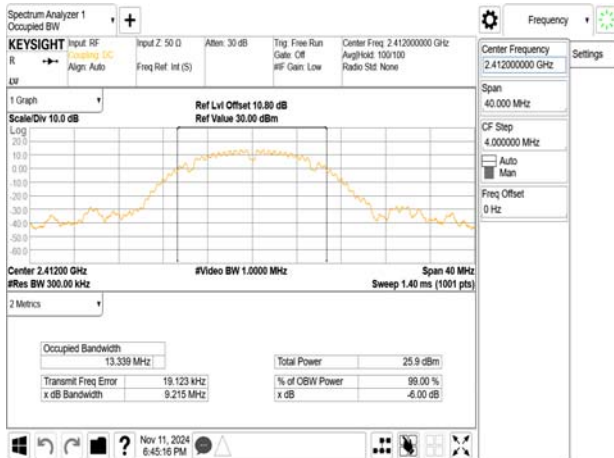 Spectrum Analyzer 1
Occupied BW
+
Frequency
KEYSIGHT
R
Input: RF
Coupling: DC
Align: Auto
Input Z: 50 Ω
Freq Ref: Int (S)
Atten: 30 dB
Trig: Free Run
Gate: Off
#IF Gain: Low
Center Freq: 2.412000000 GHz
Avg|Hold: 100/100
Radio Std: None
Center Frequency
2.412000000 GHz
Settings
Span
40.000 MHz
CF Step
4.000000 MHz
Auto
Man
Freq Offset
0 Hz
1 Graph
Scale/Div 10.0 dB
Ref Lvl Offset 10.80 dB
Ref Value 30.00 dBm
Log
20.0
10.0
0.00
-10.0
-20.0
-30.0
-40.0
-50.0
-60.0
Center 2.41200 GHz
#Video BW 1.0000 MHz
Span 40 MHz
#Res BW 300.00 kHz
Sweep 1.40 ms (1001 pts)
2 Metrics
Occupied Bandwidth
13.339 MHz
Total Power 25.9 dBm
Transmit Freq Error 19.123 kHz
% of OBW Power 99.00 %
x dB Bandwidth 9.215 MHz
x dB -6.00 dB
?
Nov 11, 2024
6:45:16 PM